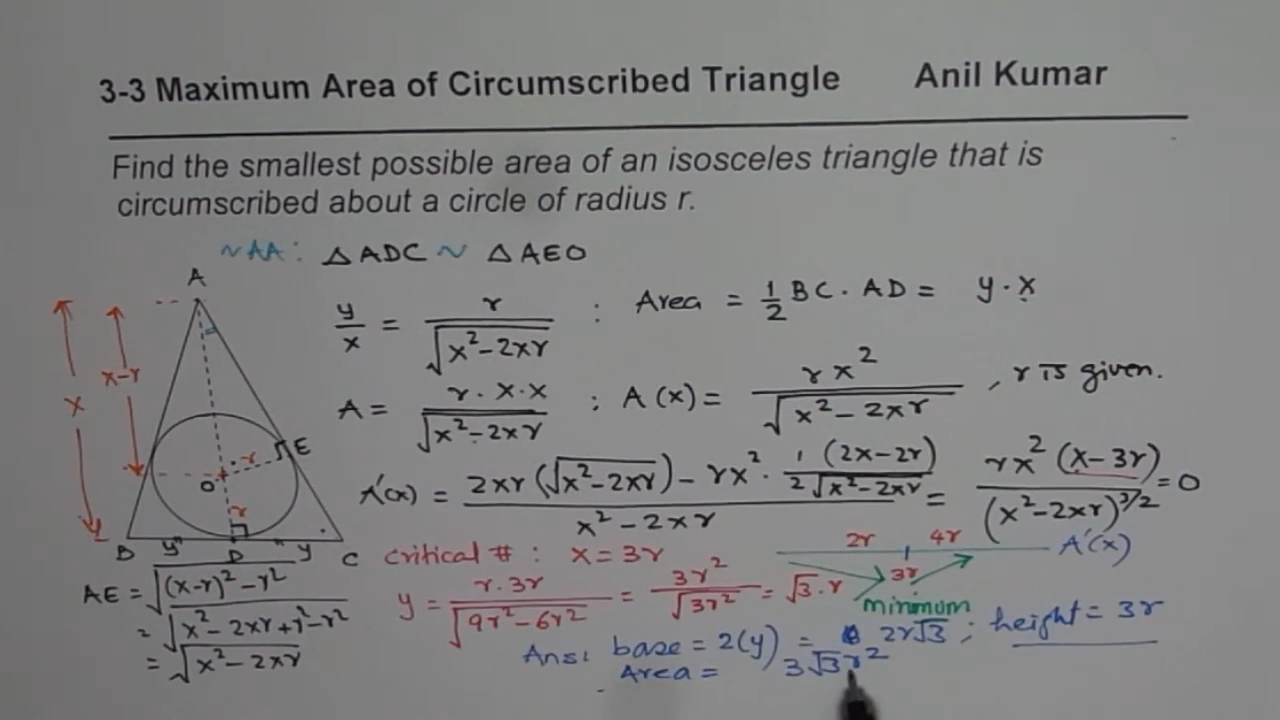 3-3 Maximum Area of Circumscribed Triangle Anil Kumar
Find the smallest possible area of an isosceles triangle that is
circumscribed about a circle of radius r.
~AA: △ADC ~ △AEO
A
x
x-r
r
E
O
r
B y D y C
y/x = r/√(x²-2xr) : Area = 1/2 BC · AD = y · x
A = r·x·x/√(x²-2xr) ; A(x) = rx²/√(x²-2xr) , r is given.
A'(x) = (2xr(√(x²-2xr)) - rx² · 1(2x-2r)/(2√(x²-2xr)))/(x²-2xr) = rx²(x-3r)/(x²-2xr)^(3/2) = 0
critical # : x = 3r
2r 4r A'(x)
3r
minimum
y = r·3r/√(9r²-6r²) = 3r²/√(3r²) = √3·r
AE = √((x-r)²-r²)
= √(x²-2xr+r²-r²)
= √(x²-2xr)
Ans: base = 2(y) = 2r√3 ; height = 3r
Area = 3√3r²